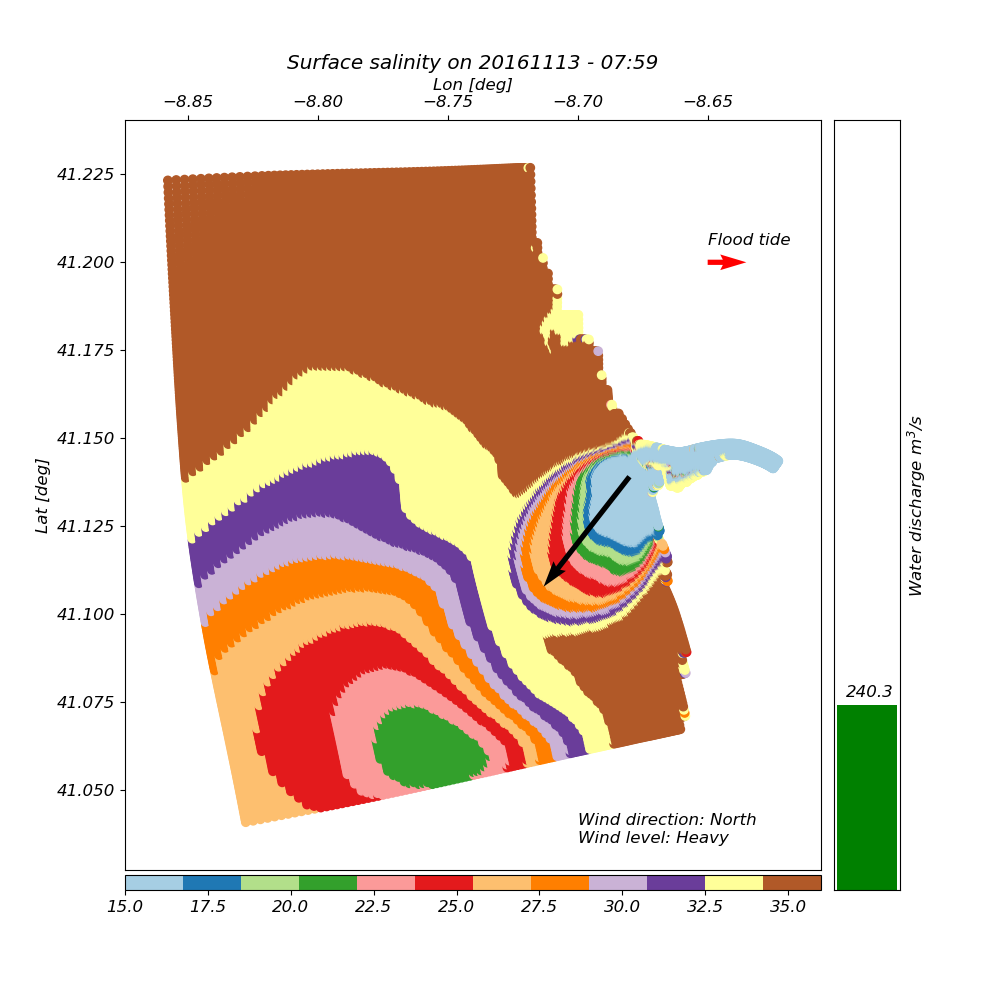 Surface salinity on 20161113 - 07:59
Lon [deg]
−8.85 −8.80 −8.75 −8.70 −8.65
41.225
Flood tide
41.200
41.175
41.150
41.125
41.100
41.075
41.050
Lat [deg]
Water discharge m³/s
240.3
Wind direction: North
Wind level: Heavy
15.0 17.5 20.0 22.5 25.0 27.5 30.0 32.5 35.0